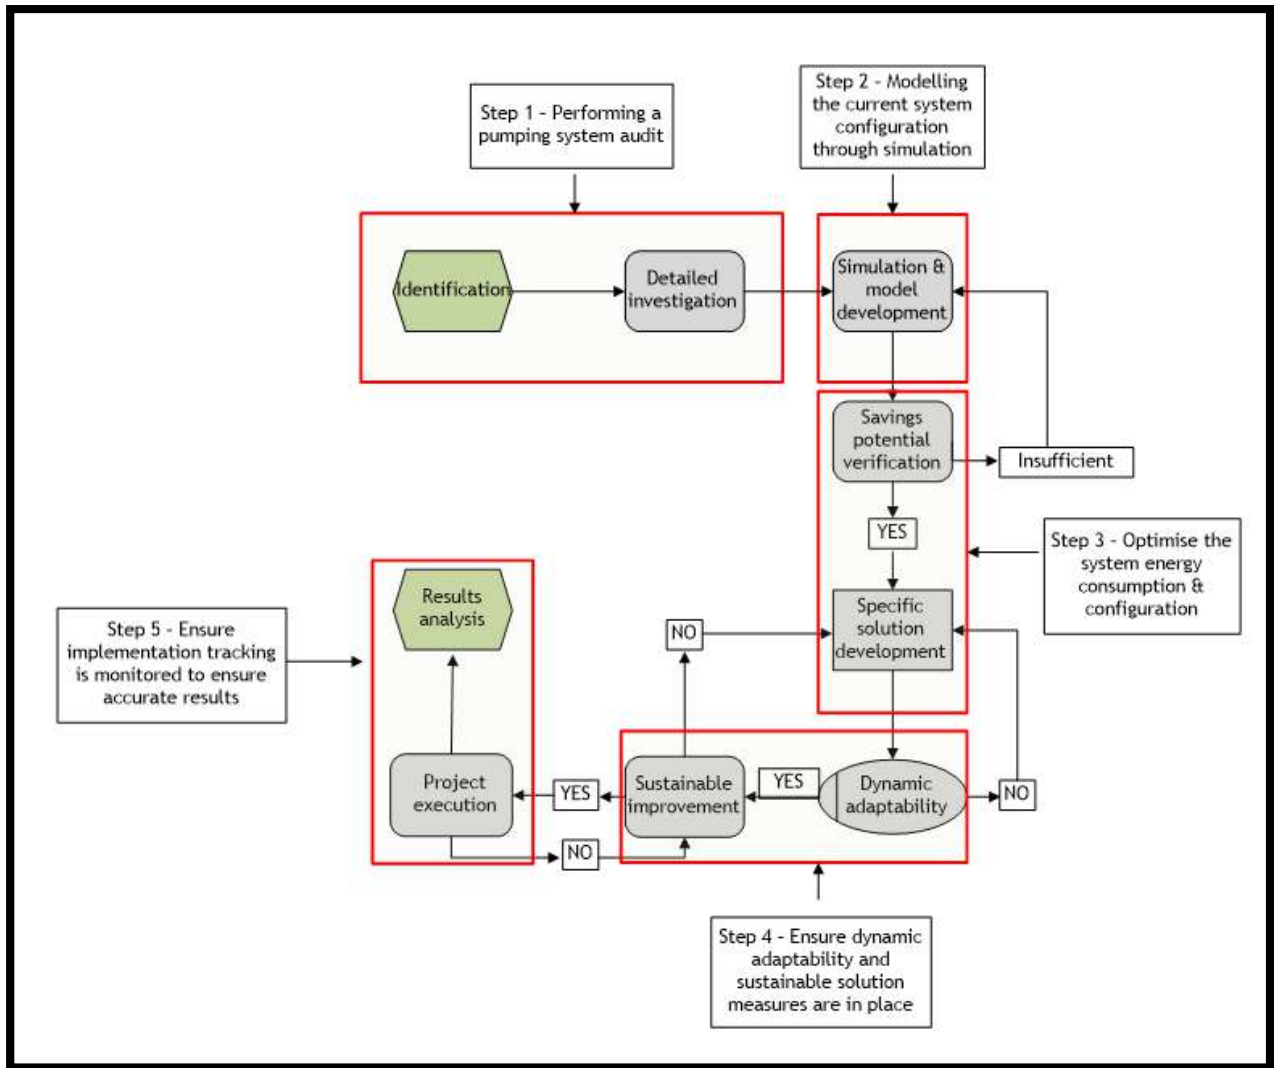 Step 1 - Performing a
pumping system audit
Step 2 - Modelling
the current system
configuration
through simulation
Identification
Detailed
investigation
Simulation &
model
development
Savings
potential
verification
Insufficient
YES
Step 3 - Optimise the
system energy
consumption &
configuration
Specific
solution
development
NO
Results
analysis
Step 5 - Ensure
implementation tracking
is monitored to ensure
accurate results
Project
execution
YES
Sustainable
improvement
YES
Dynamic
adaptability
NO
NO
Step 4 - Ensure dynamic
adaptability and
sustainable solution
measures are in place